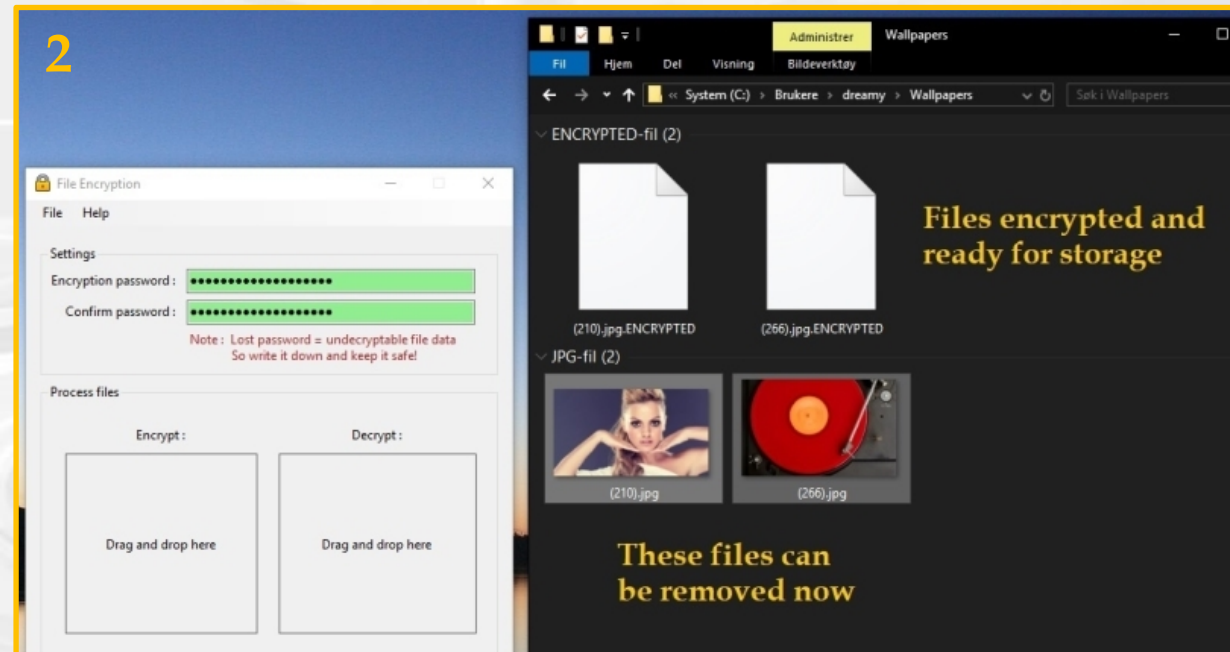 2
File Encryption
File Help
Settings
Encryption password :
Confirm password :
Note : Lost password = undecryptable file data
So write it down and keep it safe!
Process files
Encrypt :
Decrypt :
Drag and drop here
Drag and drop here
Administrer
Wallpapers
Fil Hjem Del Visning Bildeverktøy
« System (C:) > Brukere > dreamy > Wallpapers
Søk i Wallpapers
ENCRYPTED-fil (2)
(210).jpg.ENCRYPTED
(266).jpg.ENCRYPTED
Files encrypted and
ready for storage
JPG-fil (2)
(210).jpg
(266).jpg
These files can
be removed now